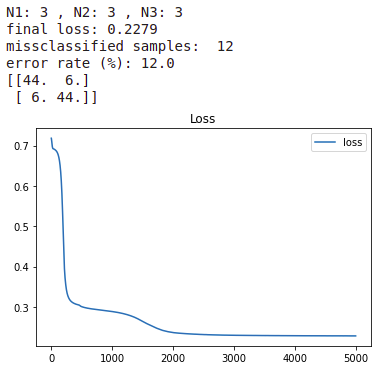 N1: 3 , N2: 3 , N3: 3
final loss: 0.2279
missclassified samples:  12
error rate (%): 12.0
[[44.  6.]
 [ 6. 44.]]
Loss
loss
0.7
0.6
0.5
0.4
0.3
0 1000 2000 3000 4000 5000